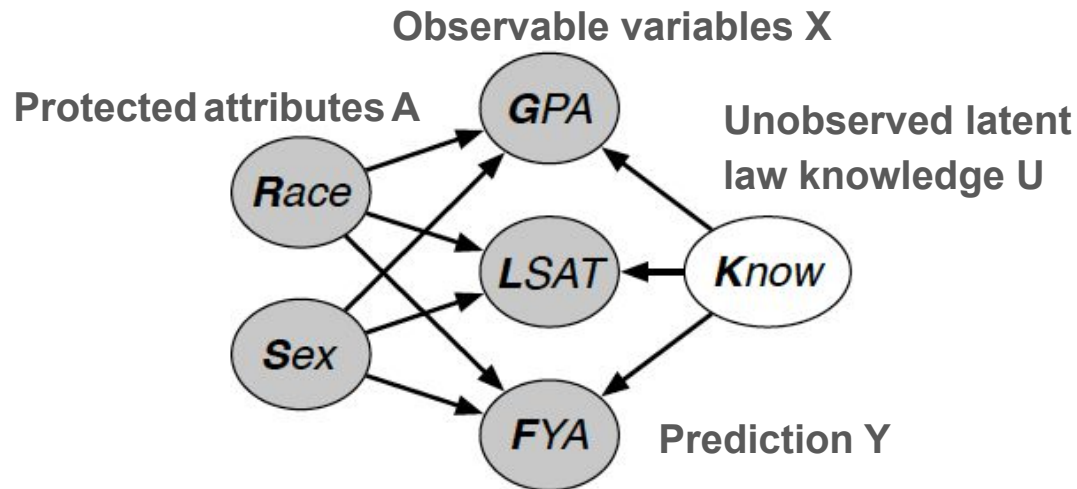 Observable variables X
Protected attributes A
GPA
Unobserved latent
law knowledge U
Race
LSAT
Know
Sex
FYA
Prediction Y